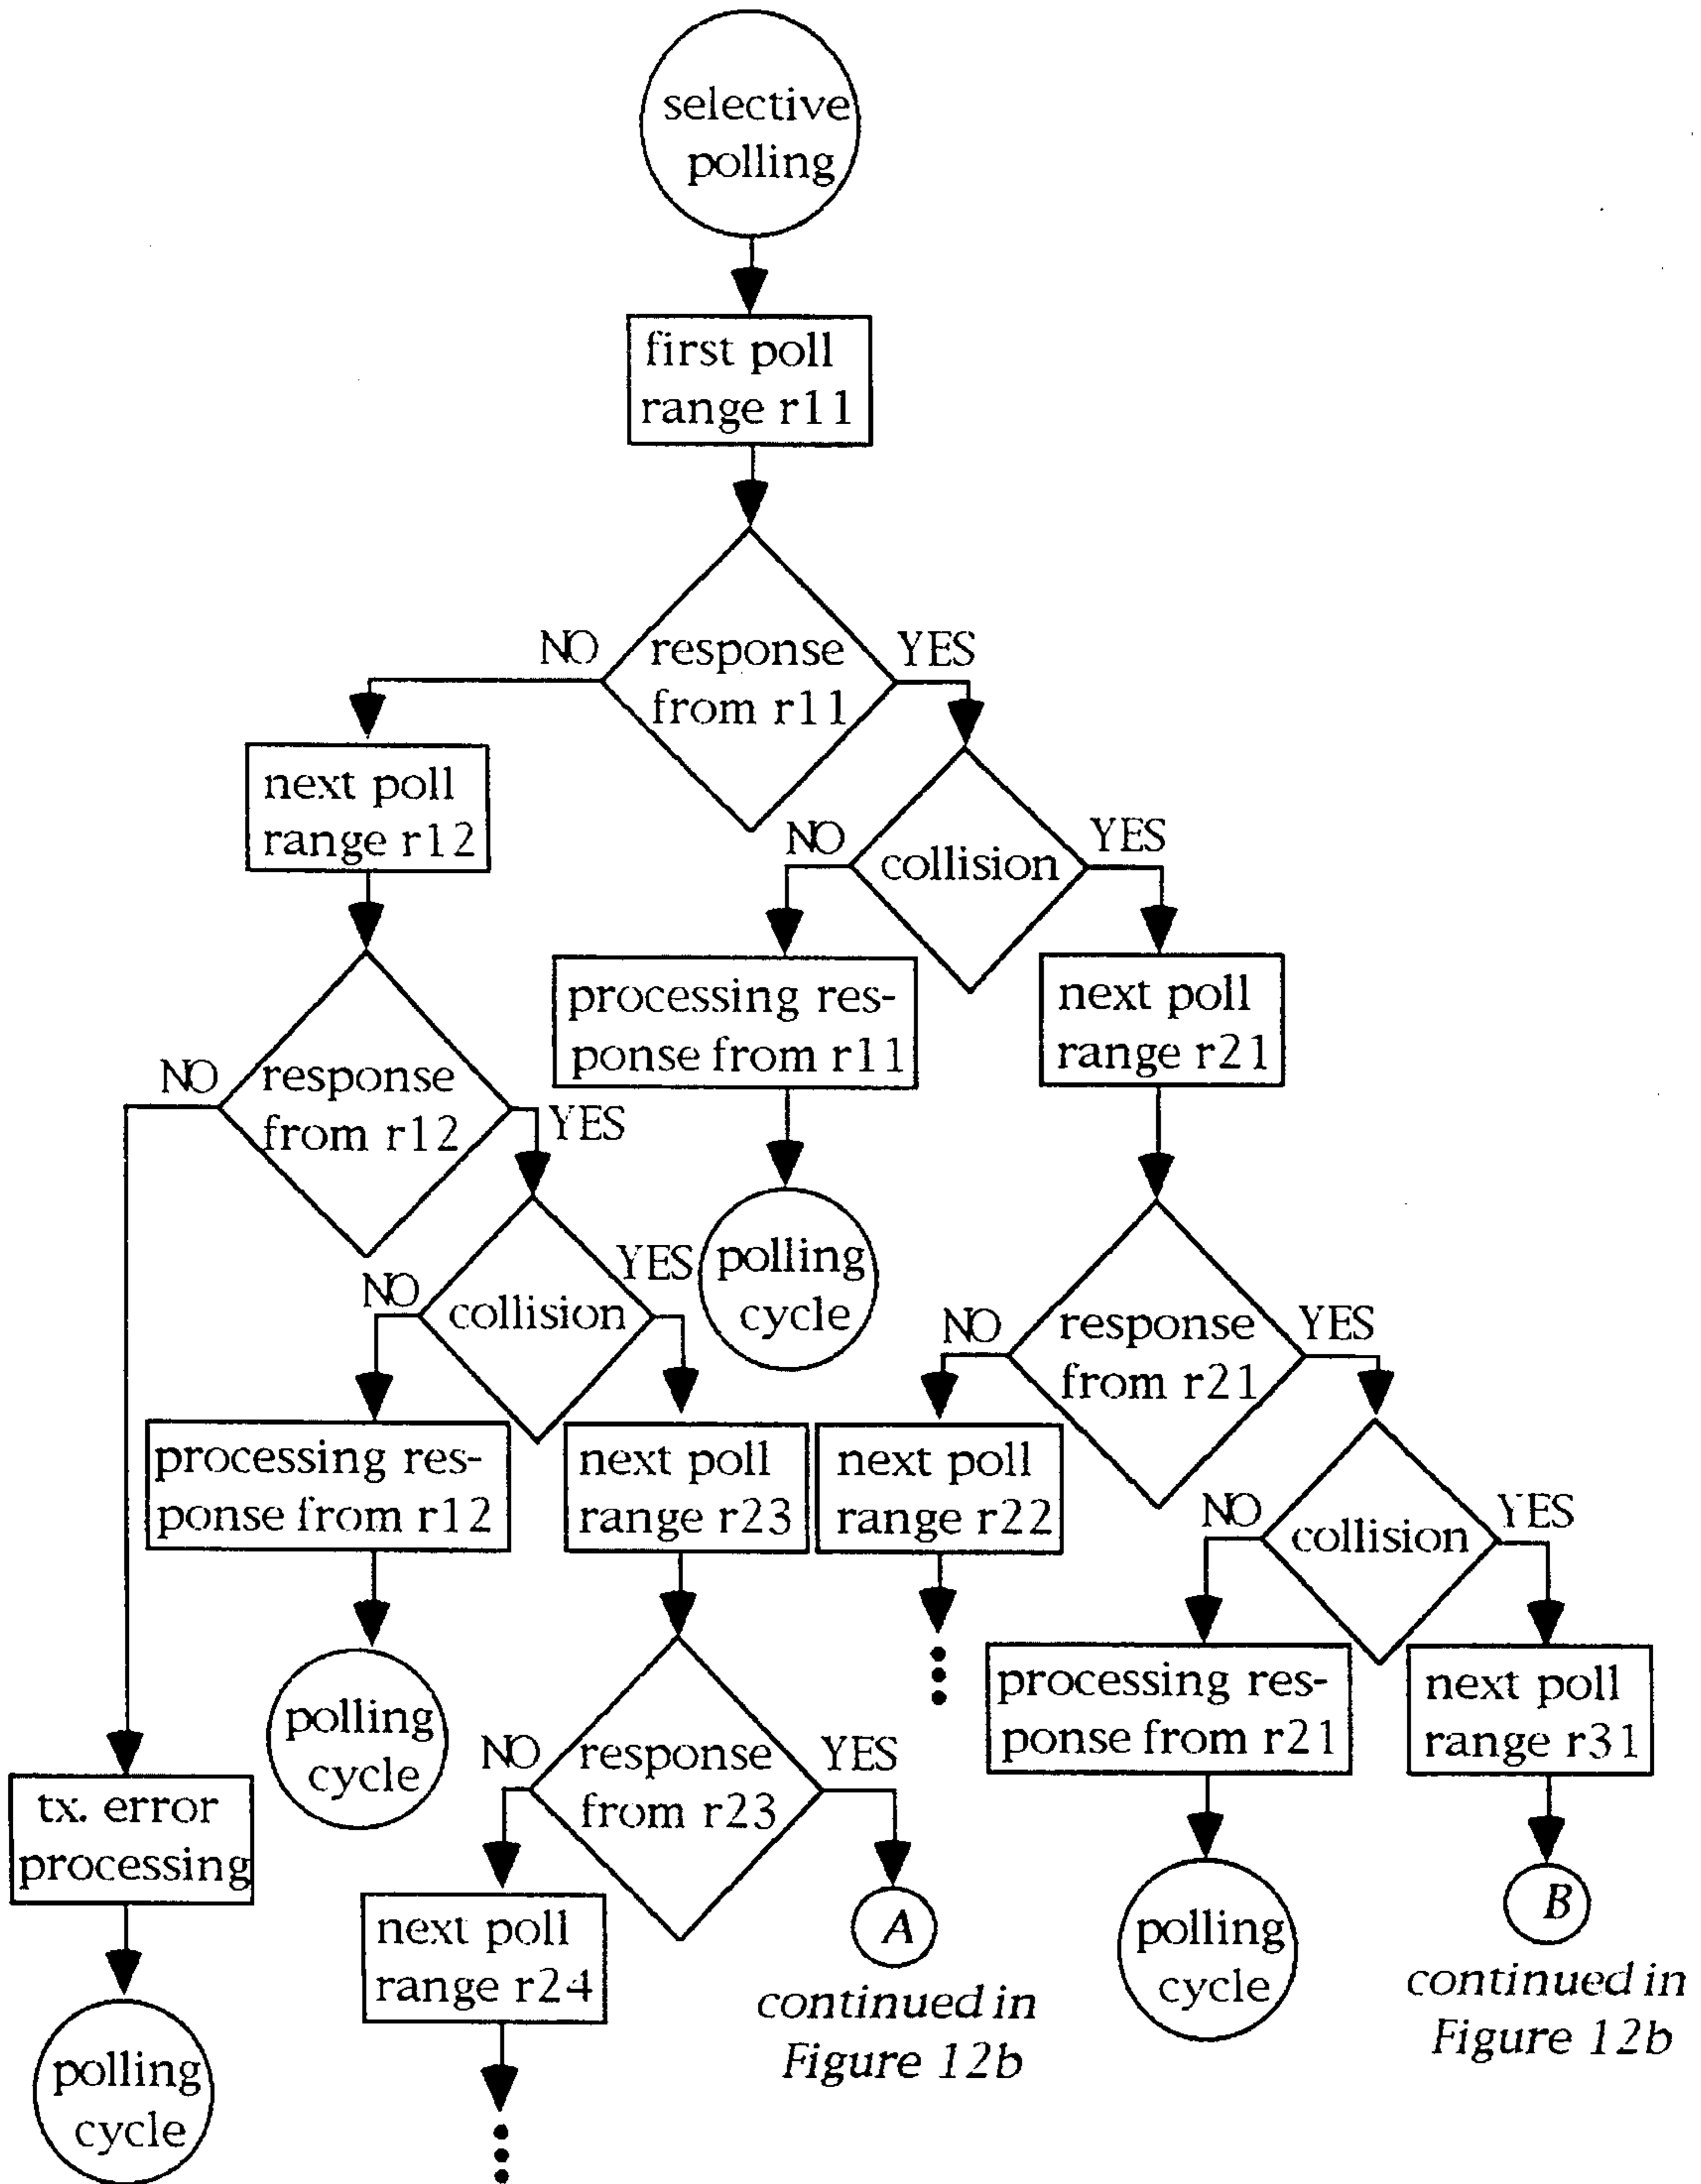 selective
polling
first poll
range r11
NO
response
from r11
YES
next poll
range r12
NO
collision
YES
processing res-
ponse from r11
next poll
range r21
NO
response
from r12
YES
polling
cycle
NO
collision
YES
NO
response
from r21
YES
processing res-
ponse from r12
next poll
range r23
next poll
range r22
NO
collision
YES
polling
cycle
processing res-
ponse from r21
next poll
range r31
NO
response
from r23
YES
tx. error
processing
next poll
range r24
A
continued in
Figure 12b
polling
cycle
B
continued in
Figure 12b
polling
cycle